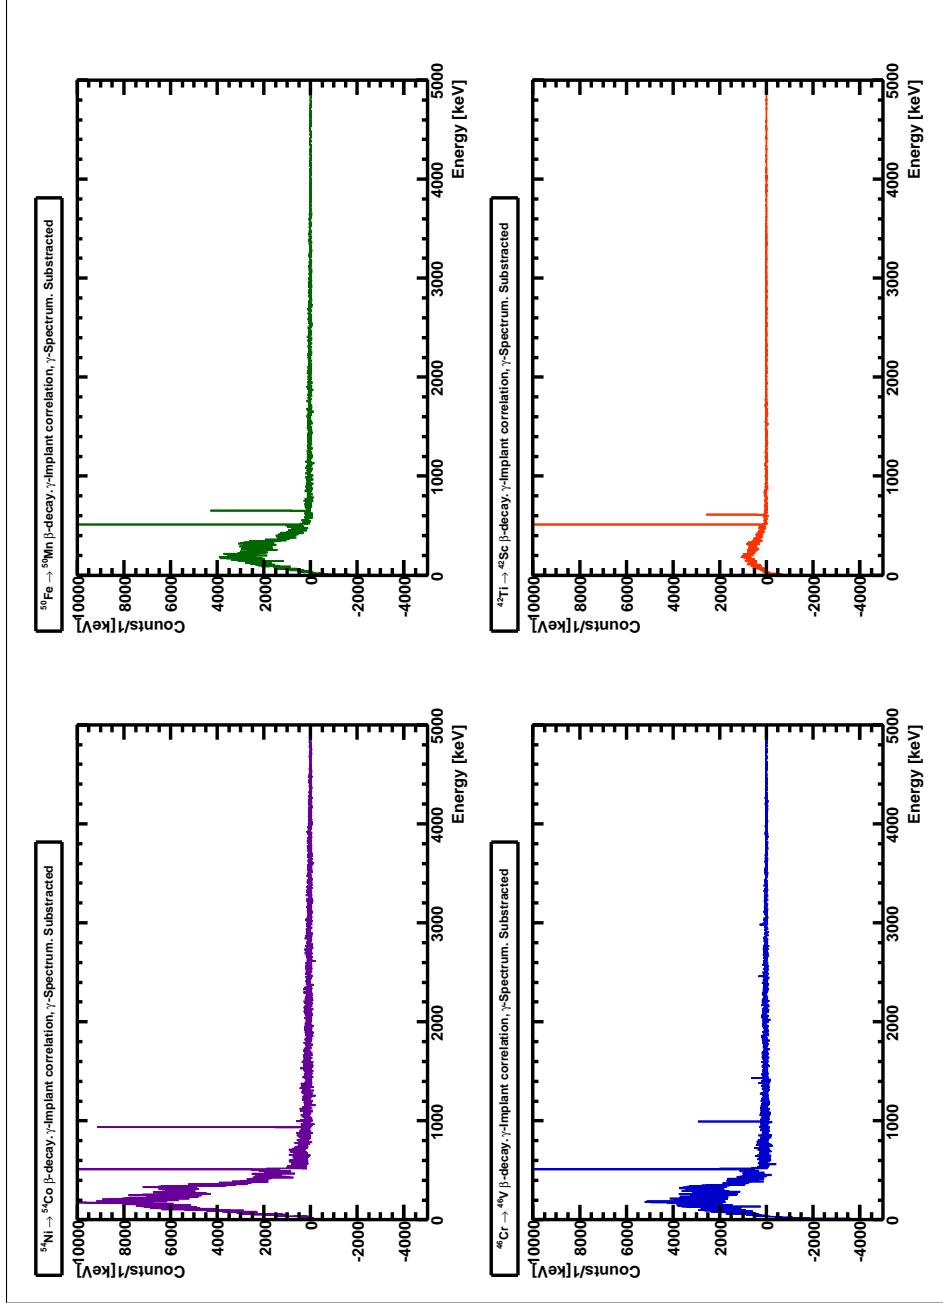 ⁵⁴Ni → ⁵⁴Co β-decay. γ-Implant correlation, γ-Spectrum. Substracted
Counts/1[keV]
10000
8000
6000
4000
2000
0
-2000
-4000
0 1000 2000 3000 4000 5000
Energy [keV]
⁵⁰Fe → ⁵⁰Mn β-decay. γ-Implant correlation, γ-Spectrum. Substracted
Counts/1[keV]
10000
8000
6000
4000
2000
0
-2000
-4000
0 1000 2000 3000 4000 5000
Energy [keV]
⁴⁶Cr → ⁴⁶V β-decay. γ-Implant correlation, γ-Spectrum. Substracted
Counts/1[keV]
10000
8000
6000
4000
2000
0
-2000
-4000
0 1000 2000 3000 4000 5000
Energy [keV]
⁴²Ti → ⁴²Sc β-decay. γ-Implant correlation, γ-Spectrum. Substracted
Counts/1[keV]
10000
8000
6000
4000
2000
0
-2000
-4000
0 1000 2000 3000 4000 5000
Energy [keV]